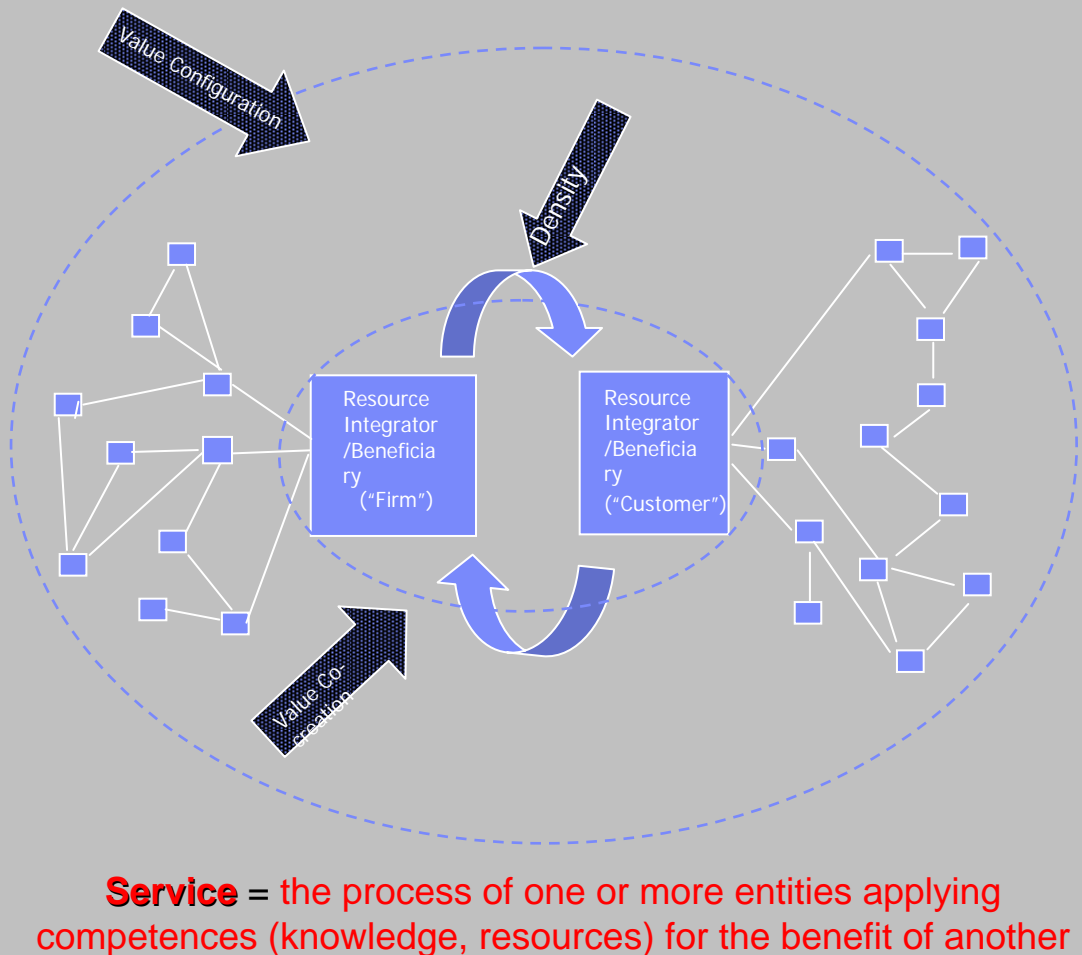 Value Configuration
Density
Resource
Integrator
/Beneficia
ry
(“Firm”)
Resource
Integrator
/Beneficia
ry
(“Customer”)
Value Co-
creation
Service = the process of one or more entities applying
competences (knowledge, resources) for the benefit of another